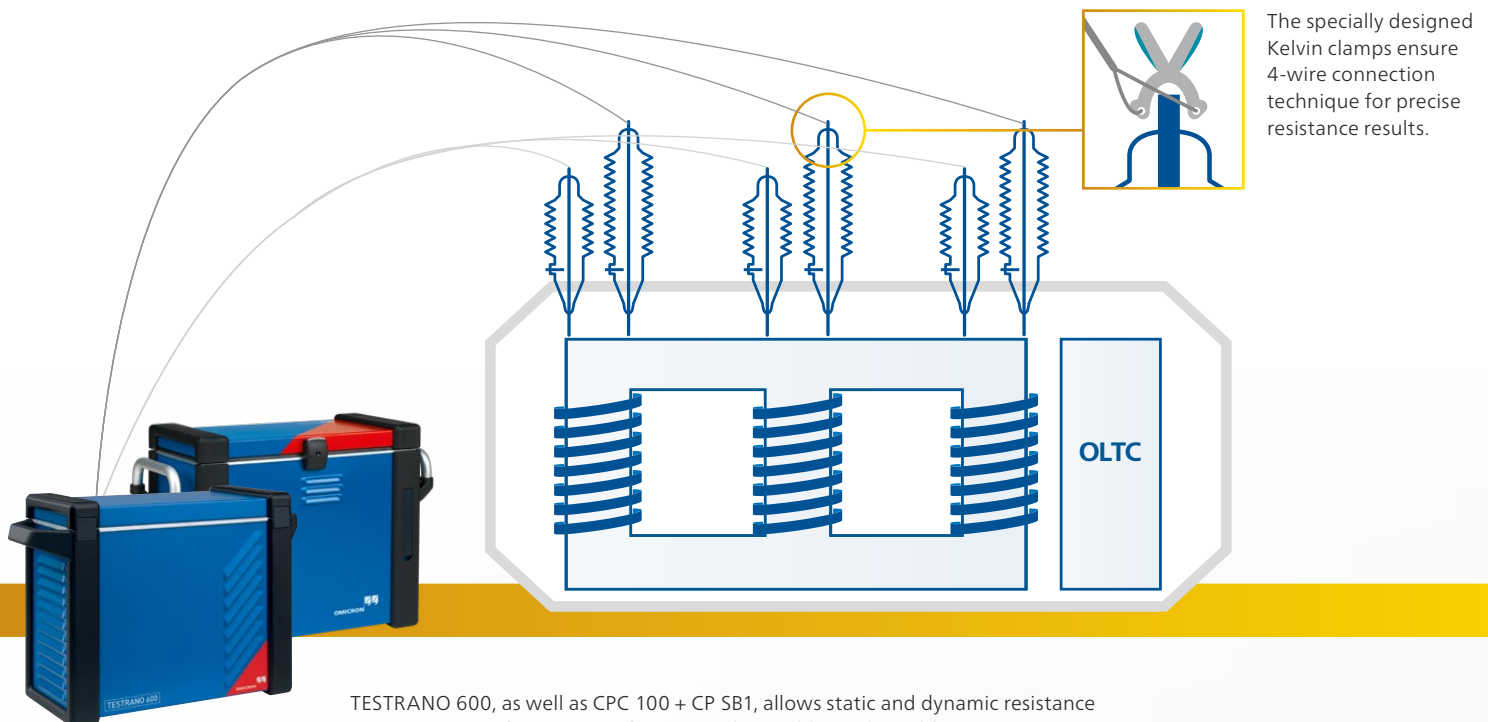 The specially designed
Kelvin clamps ensure
4-wire connection
technique for precise
resistance results.
OLTC
OMICRON
OMICRON
TESTRANO 600
TESTRANO 600, as well as CPC 100 + CP SB1, allows static and dynamic resistance